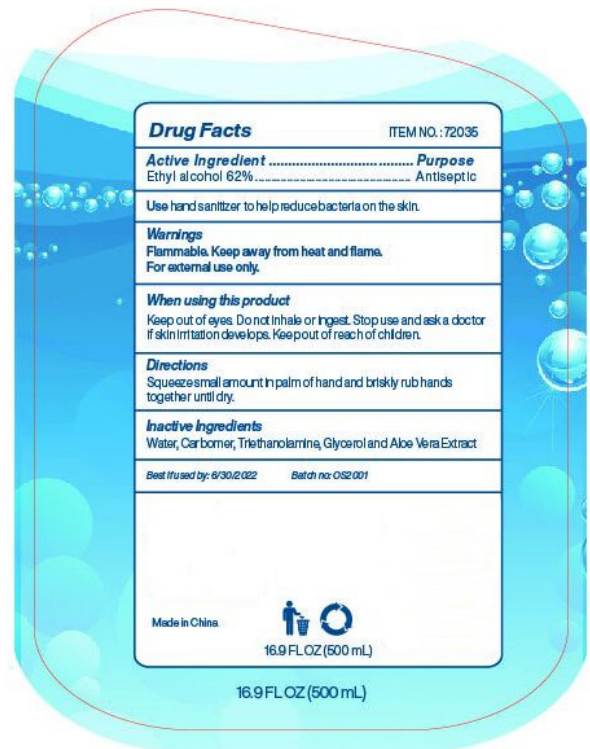 Drug Facts ITEM NO. : 72035
Active Ingredient ........................................ Purpose
Ethyl alcohol 62% .................................................. Antiseptic
Use hand sanitizer to help reduce bacteria on the skin.
Warnings
Flammable. Keep away from heat and flame.
For external use only.
When using this product
Keep out of eyes. Do not inhale or ingest. Stop use and ask a doctor
if skin irritation develops. Keep out of reach of children.
Directions
Squeeze small amount in palm of hand and briskly rub hands
together until dry.
Inactive Ingredients
Water, Carborner, Triethanolamine, Glycerol and Aloe Vera Extract
Best if used by: 6/30/2022 Batch no: OS2001
Made in China
16.9 FL OZ (500 mL)
16.9 FL OZ (500 mL)